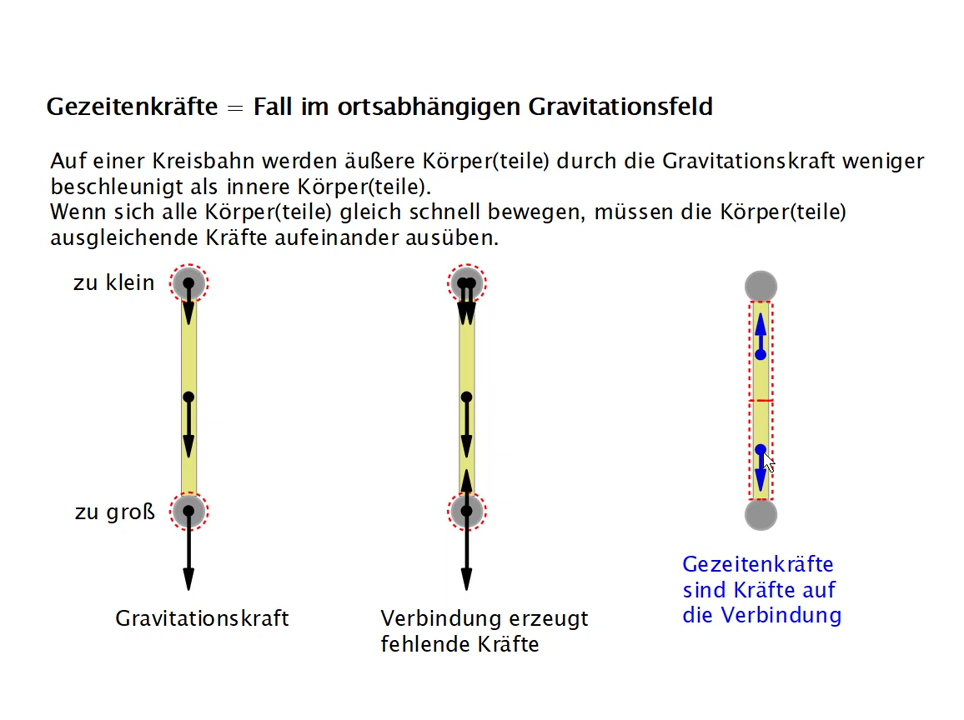 Gezeitenkräfte = Fall im ortsabhängigen Gravitationsfeld
Auf einer Kreisbahn werden äußere Körper(teile) durch die Gravitationskraft weniger
beschleunigt als innere Körper(teile).
Wenn sich alle Körper(teile) gleich schnell bewegen, müssen die Körper(teile)
ausgleichende Kräfte aufeinander ausüben.
zu klein
zu groß
Gravitationskraft
Verbindung erzeugt
fehlende Kräfte
Gezeitenkräfte
sind Kräfte auf
die Verbindung